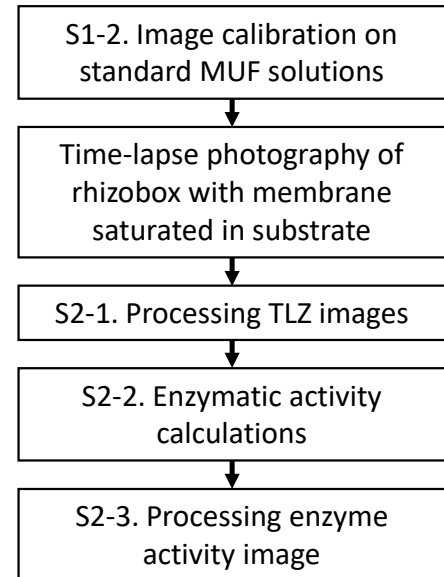 S1-2. Image calibration on
standard MUF solutions
Time-lapse photography of
rhizobox with membrane
saturated in substrate
S2-1. Processing TLZ images
S2-2. Enzymatic activity
calculations
S2-3. Processing enzyme
activity image